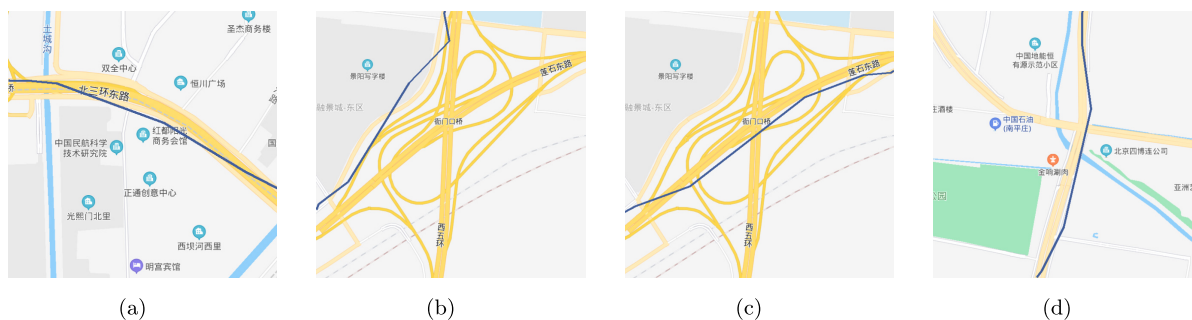 土城沟
圣杰商务楼
双全中心
恒川广场
桥
北三环东路
红都阳光
商务会馆
中国民航科学
技术研究院
国
正通创意中心
光熙门北里
西坝河西里
明宫宾馆
(a)
景阳写字楼
莲石东路
融景城·东区
衙门口桥
西五环
(b)
景阳写字楼
莲石东路
融景城·东区
衙门口桥
西五环
(c)
中国地能恒
有源示范小区
庄酒楼
中国石油
(南平庄)
北京四博连公司
金响涮肉
公园
(d)